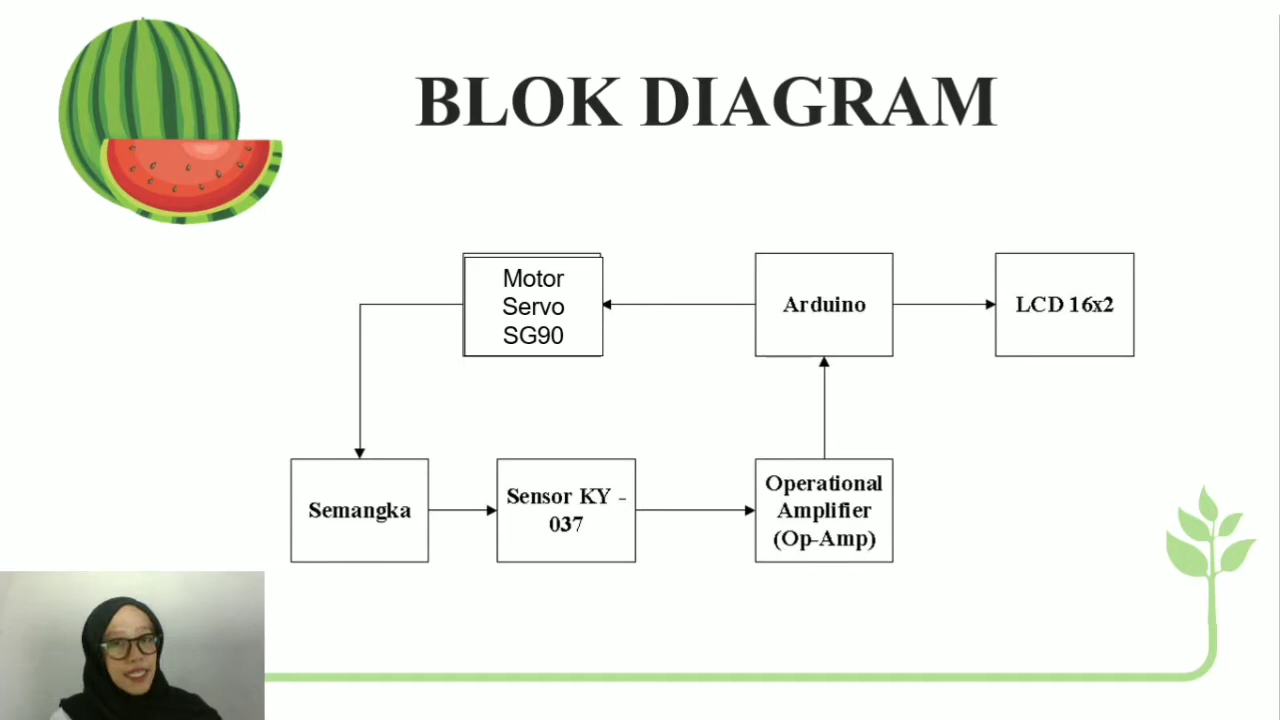 BLOK DIAGRAM
Motor
Servo
SG90
Arduino
LCD 16x2
Semangka
Sensor KY -
037
Operational
Amplifier
(Op-Amp)